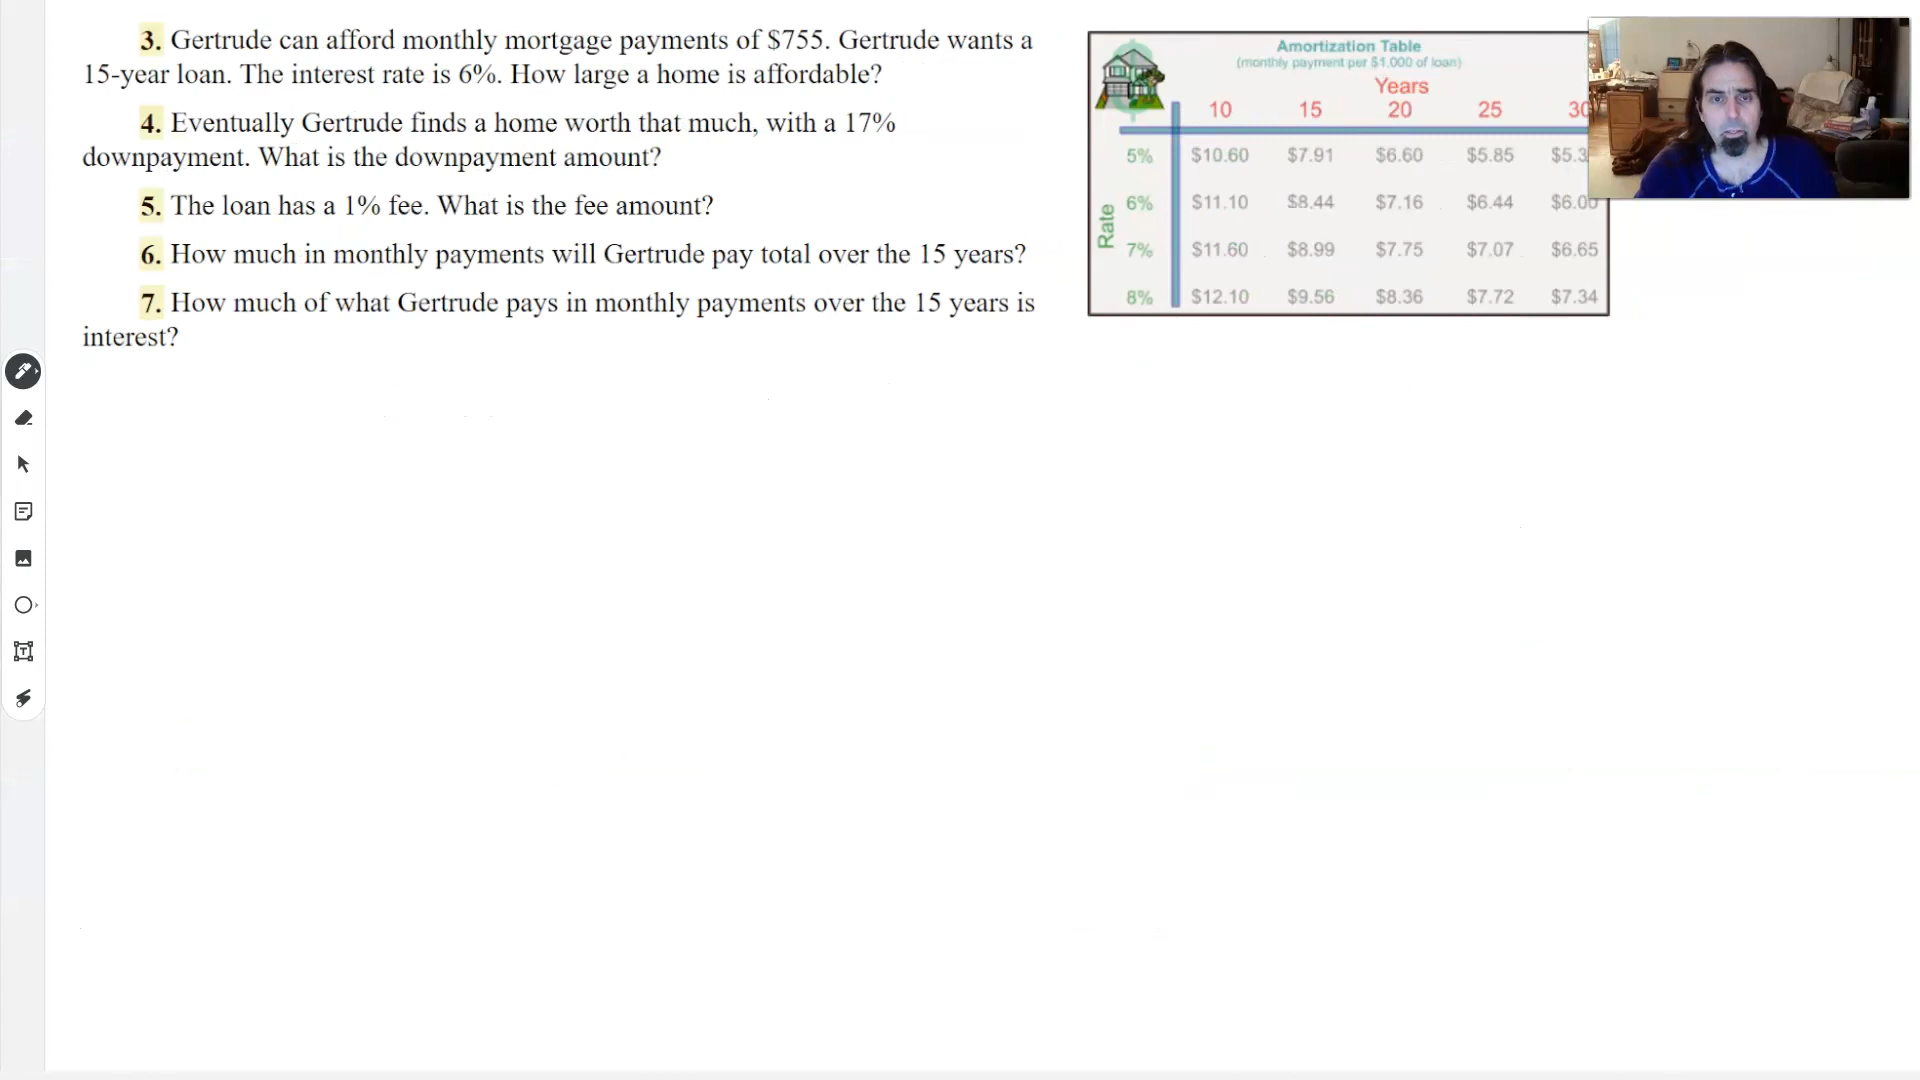 3. Gertrude can afford monthly mortgage payments of $755. Gertrude wants a
15-year loan. The interest rate is 6%. How large a home is affordable?
4. Eventually Gertrude finds a home worth that much, with a 17%
downpayment. What is the downpayment amount?
5. The loan has a 1% fee. What is the fee amount?
6. How much in monthly payments will Gertrude pay total over the 15 years?
7. How much of what Gertrude pays in monthly payments over the 15 years is
interest?
Amortization Table
(monthly payment per $1,000 of loan)
Years
10 15 20 25 30
Rate
5% $10.60 $7.91 $6.60 $5.85 $5.3
6% $11.10 $8.44 $7.16 $6.44 $6.00
7% $11.60 $8.99 $7.75 $7.07 $6.65
8% $12.10 $9.56 $8.36 $7.72 $7.34